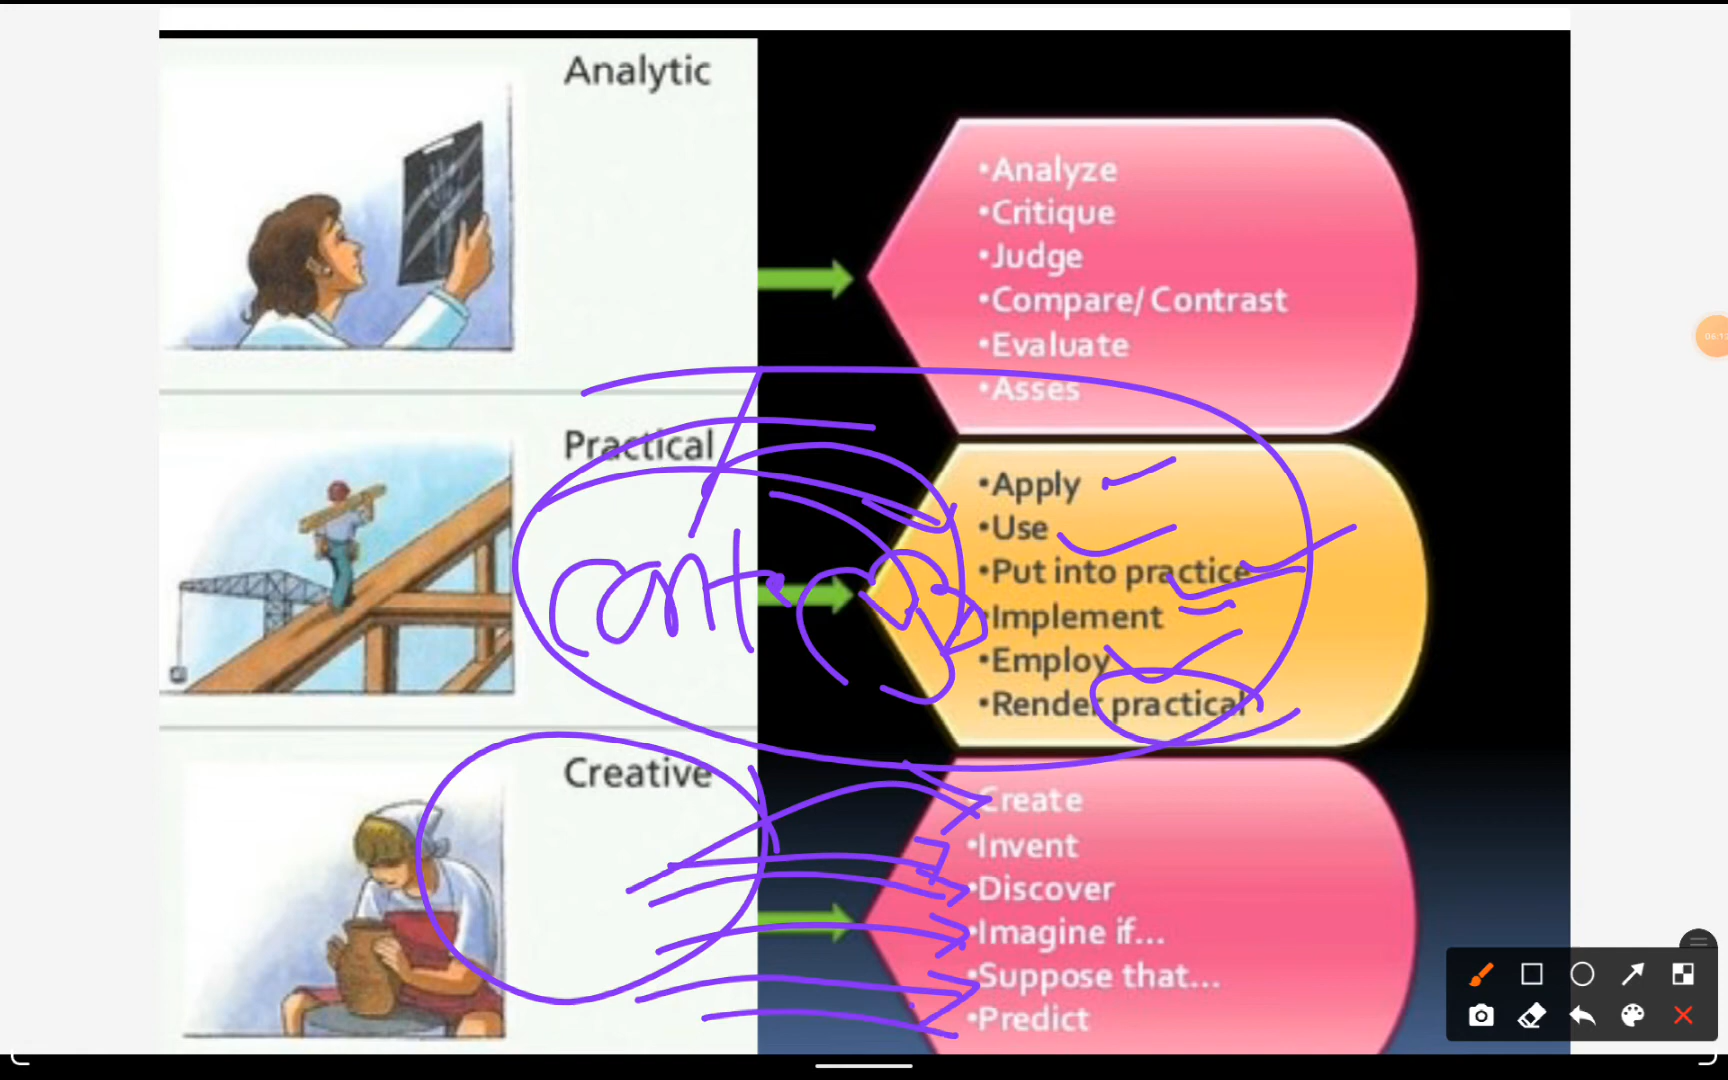 Analytic
•Analyze
•Critique
•Judge
•Compare/ Contrast
•Evaluate
•Asses
Practical
•Apply
•Use
•Put into practice
•Implement
•Employ
•Render practical
Creative
Create
•Invent
•Discover
•Imagine if...
•Suppose that...
•Predict